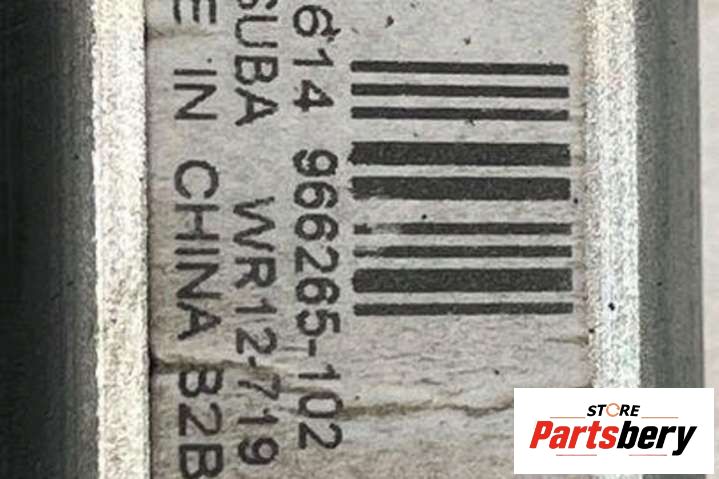 614 966265-102
SUBA WR12-719
E IN CHINA B2B
STORE
Partsbery